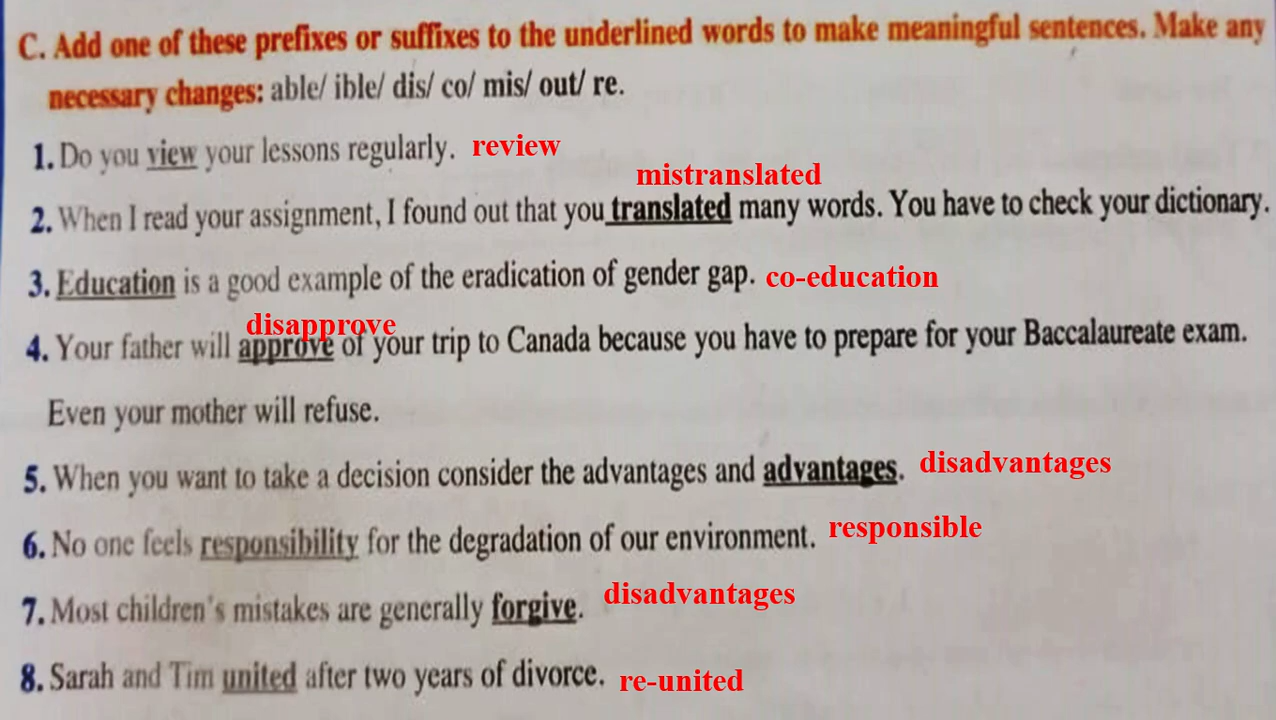 C. Add one of these prefixes or suffixes to the underlined words to make meaningful sentences. Make any
necessary changes: able/ ible/ dis/ co/ mis/ out/ re.
1. Do you view your lessons regularly. review
mistranslated
2. When I read your assignment, I found out that you translated many words. You have to check your dictionary.
3. Education is a good example of the eradication of gender gap. co-education
disapprove
4. Your father will approve of your trip to Canada because you have to prepare for your Baccalaureate exam.
Even your mother will refuse.
5. When you want to take a decision consider the advantages and advantages. disadvantages
6. No one feels responsibility for the degradation of our environment. responsible
7. Most children's mistakes are generally forgive. disadvantages
8. Sarah and Tim united after two years of divorce. re-united